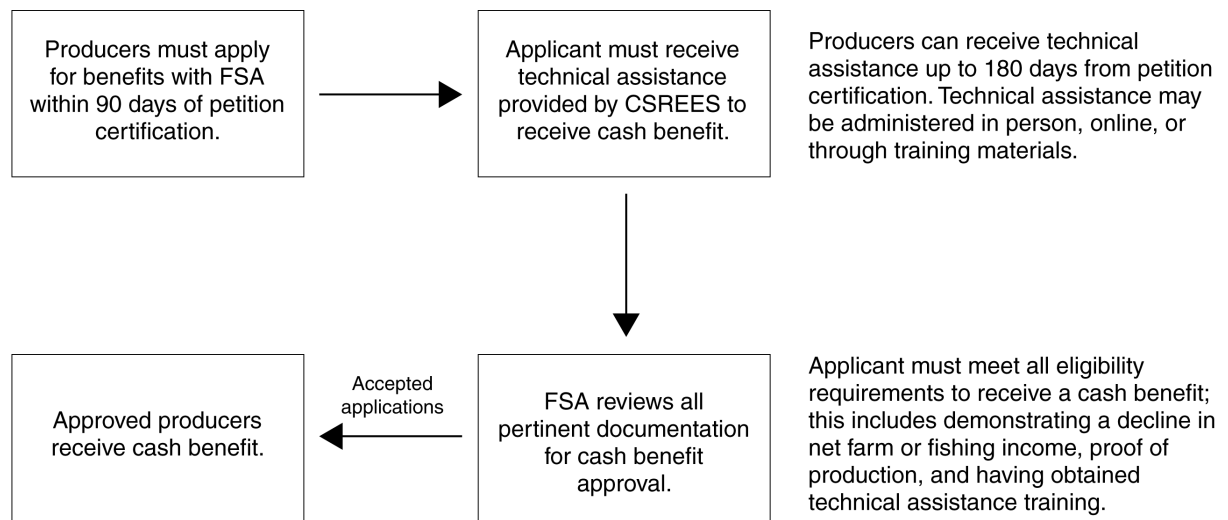 Producers must apply
for benefits with FSA
within 90 days of petition
certification.
Applicant must receive
technical assistance
provided by CSREES to
receive cash benefit.
Producers can receive technical
assistance up to 180 days from petition
certification. Technical assistance may
be administered in person, online, or
through training materials.
Approved producers
receive cash benefit.
Accepted
applications
FSA reviews all
pertinent documentation
for cash benefit
approval.
Applicant must meet all eligibility
requirements to receive a cash benefit;
this includes demonstrating a decline in
net farm or fishing income, proof of
production, and having obtained
technical assistance training.